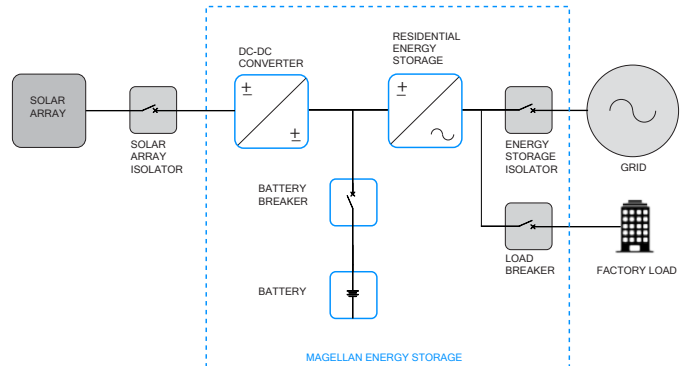 RESIDENTIAL
ENERGY
STORAGE
DC-DC
CONVERTER
SOLAR
ARRAY
SOLAR
ARRAY
ISOLATOR
ENERGY
STORAGE
ISOLATOR
GRID
BATTERY
BREAKER
LOAD
BREAKER
FACTORY LOAD
BATTERY
MAGELLAN ENERGY STORAGE